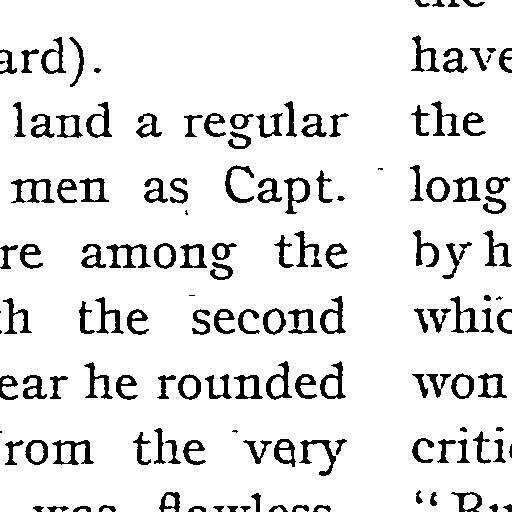 ard).
land a regular
men as Capt.
re among the
th the second
ear he rounded
from the very
was flawless
the
have
the
long
by h
whic
won
critic
"Bu